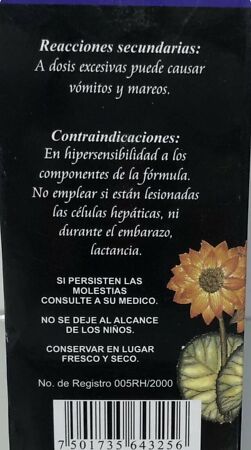 Reacciones secundarias:
A dosis excesivas puede causar
vómitos y mareos.
Contraindicaciones:
En hipersensibilidad a los
componentes de la fórmula.
No emplear si están lesionadas
las células hepáticas, ni
durante el embarazo,
lactancia.
SI PERSISTEN LAS
MOLESTIAS
CONSULTE A SU MEDICO.
NO SE DEJE AL ALCANCE
DE LOS NIÑOS.
CONSERVAR EN LUGAR
FRESCO Y SECO.
No. de Registro 005RH/2000
7 501735 643256